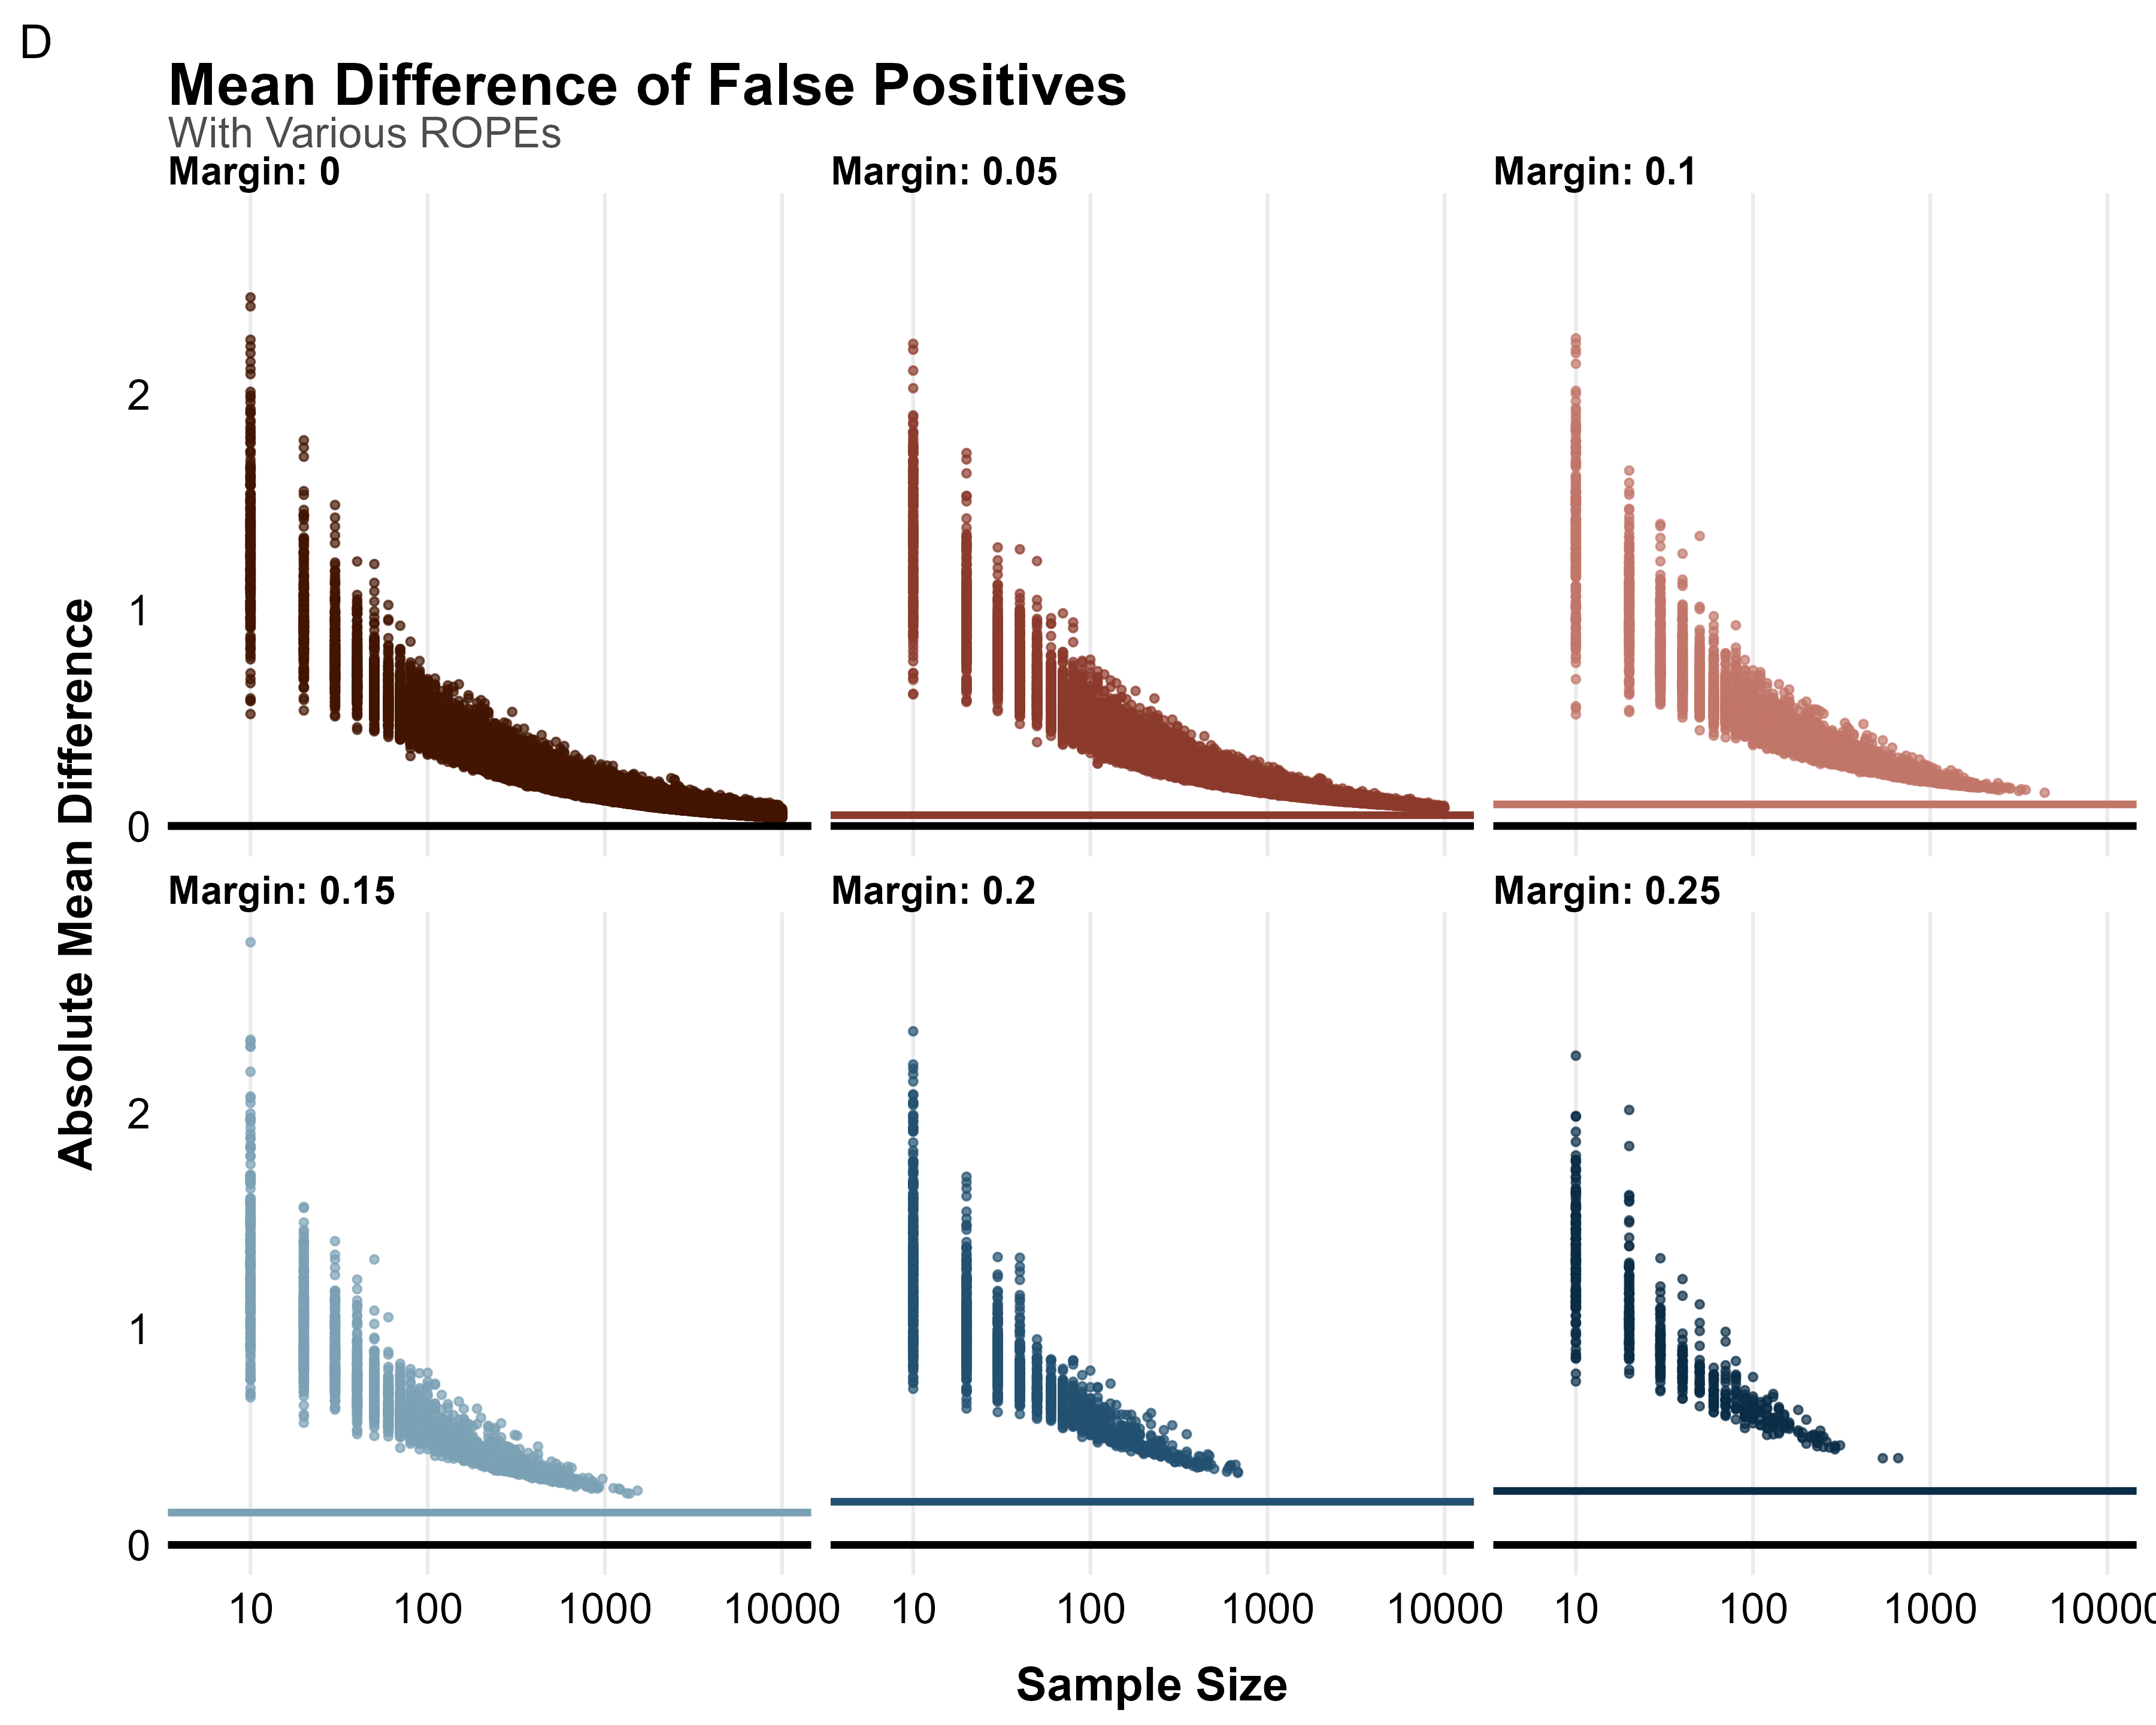 D
Mean Difference of False Positives
With Various ROPEs
Margin: 0
Margin: 0.05
Margin: 0.1
2
1
0
Margin: 0.15
Margin: 0.2
Margin: 0.25
2
1
0
Absolute Mean Difference
10 100 1000 10000 10 100 1000 10000 10 100 1000 10000
Sample Size